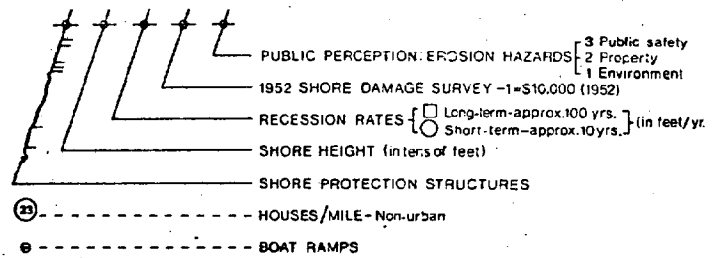 3 Public safety
PUBLIC PERCEPTION: EROSION HAZARDS 2 Property
1 Environment
1952 SHORE DAMAGE SURVEY -1=$10,000 (1952)
RECESSION RATES Long-term-approx.100 yrs. (in feet/yr.
Short-term-approx.10yrs.
SHORE HEIGHT (in tens of feet)
SHORE PROTECTION STRUCTURES
23 HOUSES/MILE-Non-urban
BOAT RAMPS